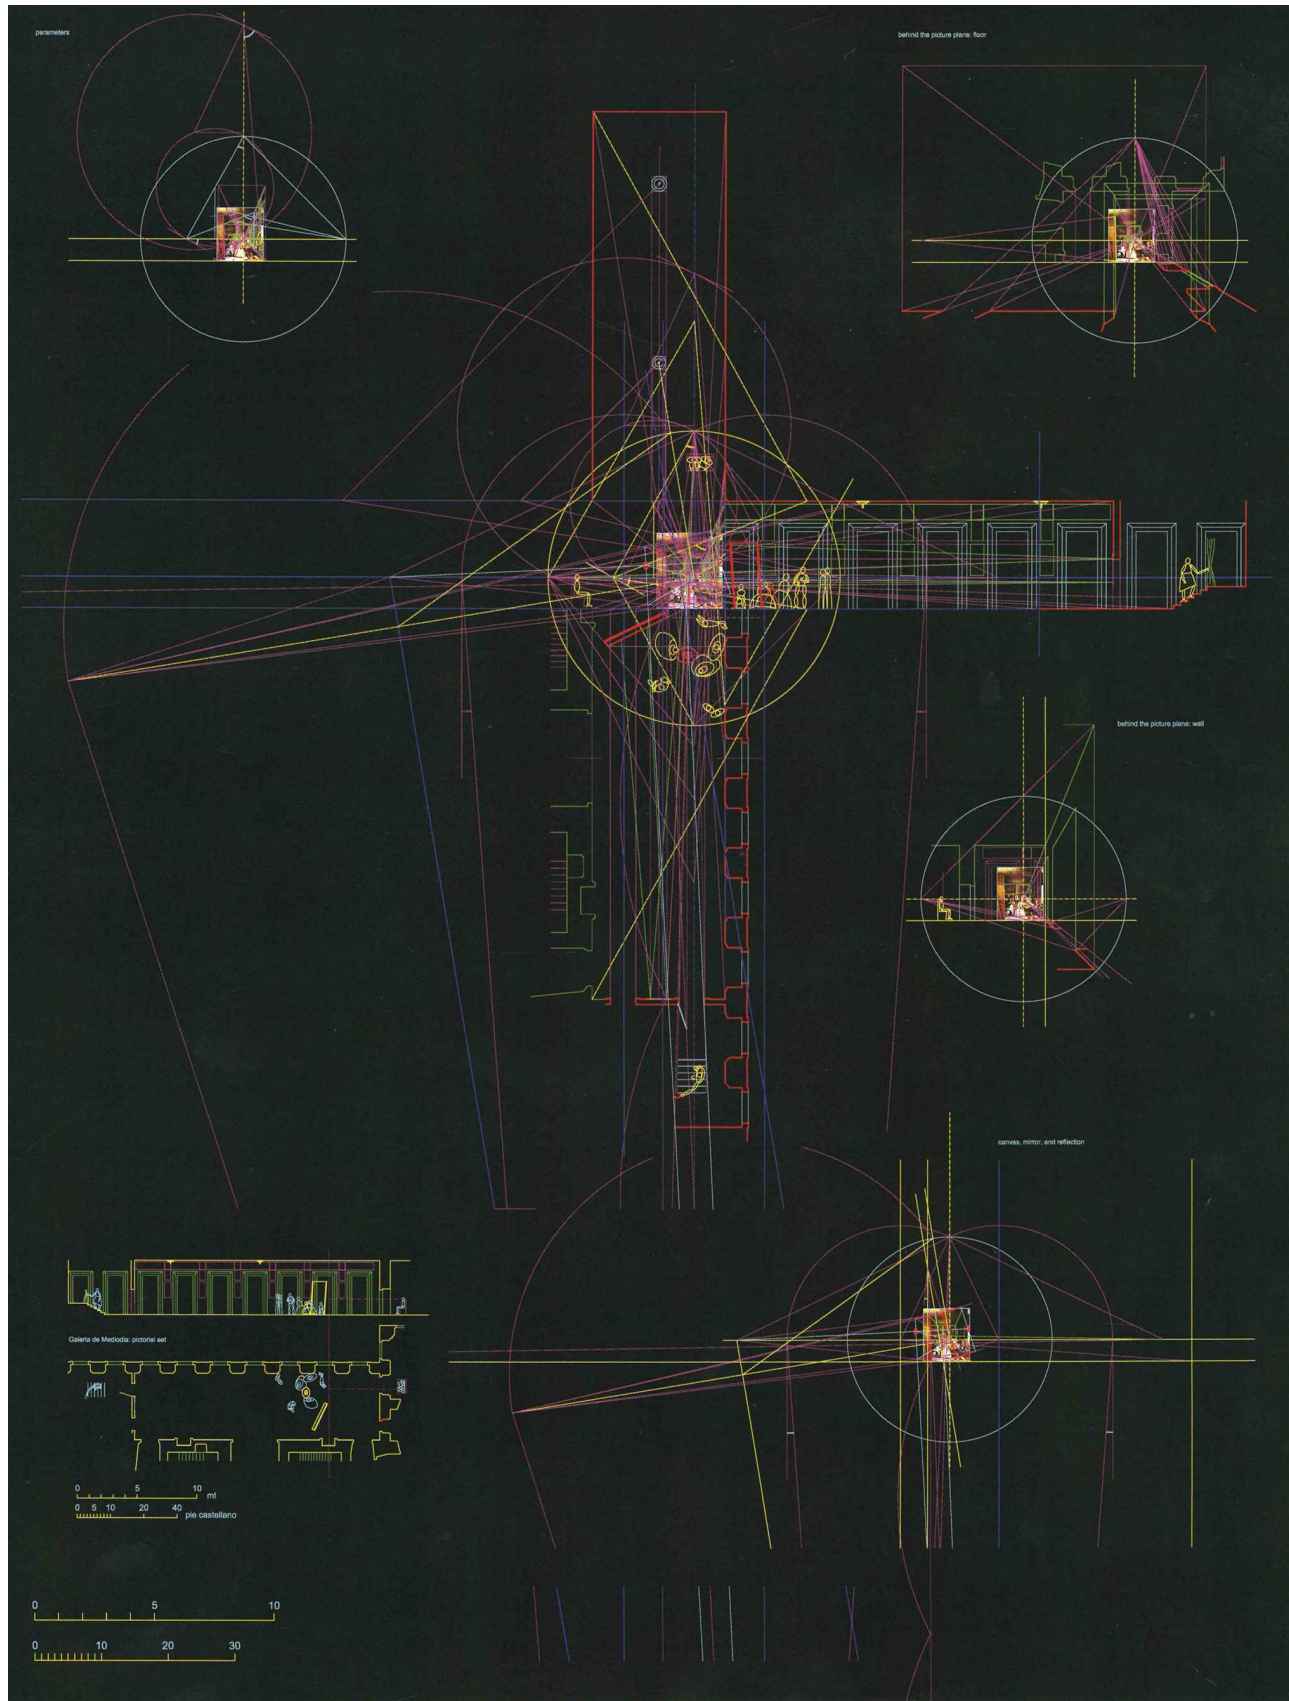 parameters
behind the picture plane: floor
behind the picture plane: wall
canvas, mirror, and reflection
Galeria de Mediodia: pictorial set
0 5 10 mt
0 5 10 20 40 pie castellano
0 5 10
0 10 20 30